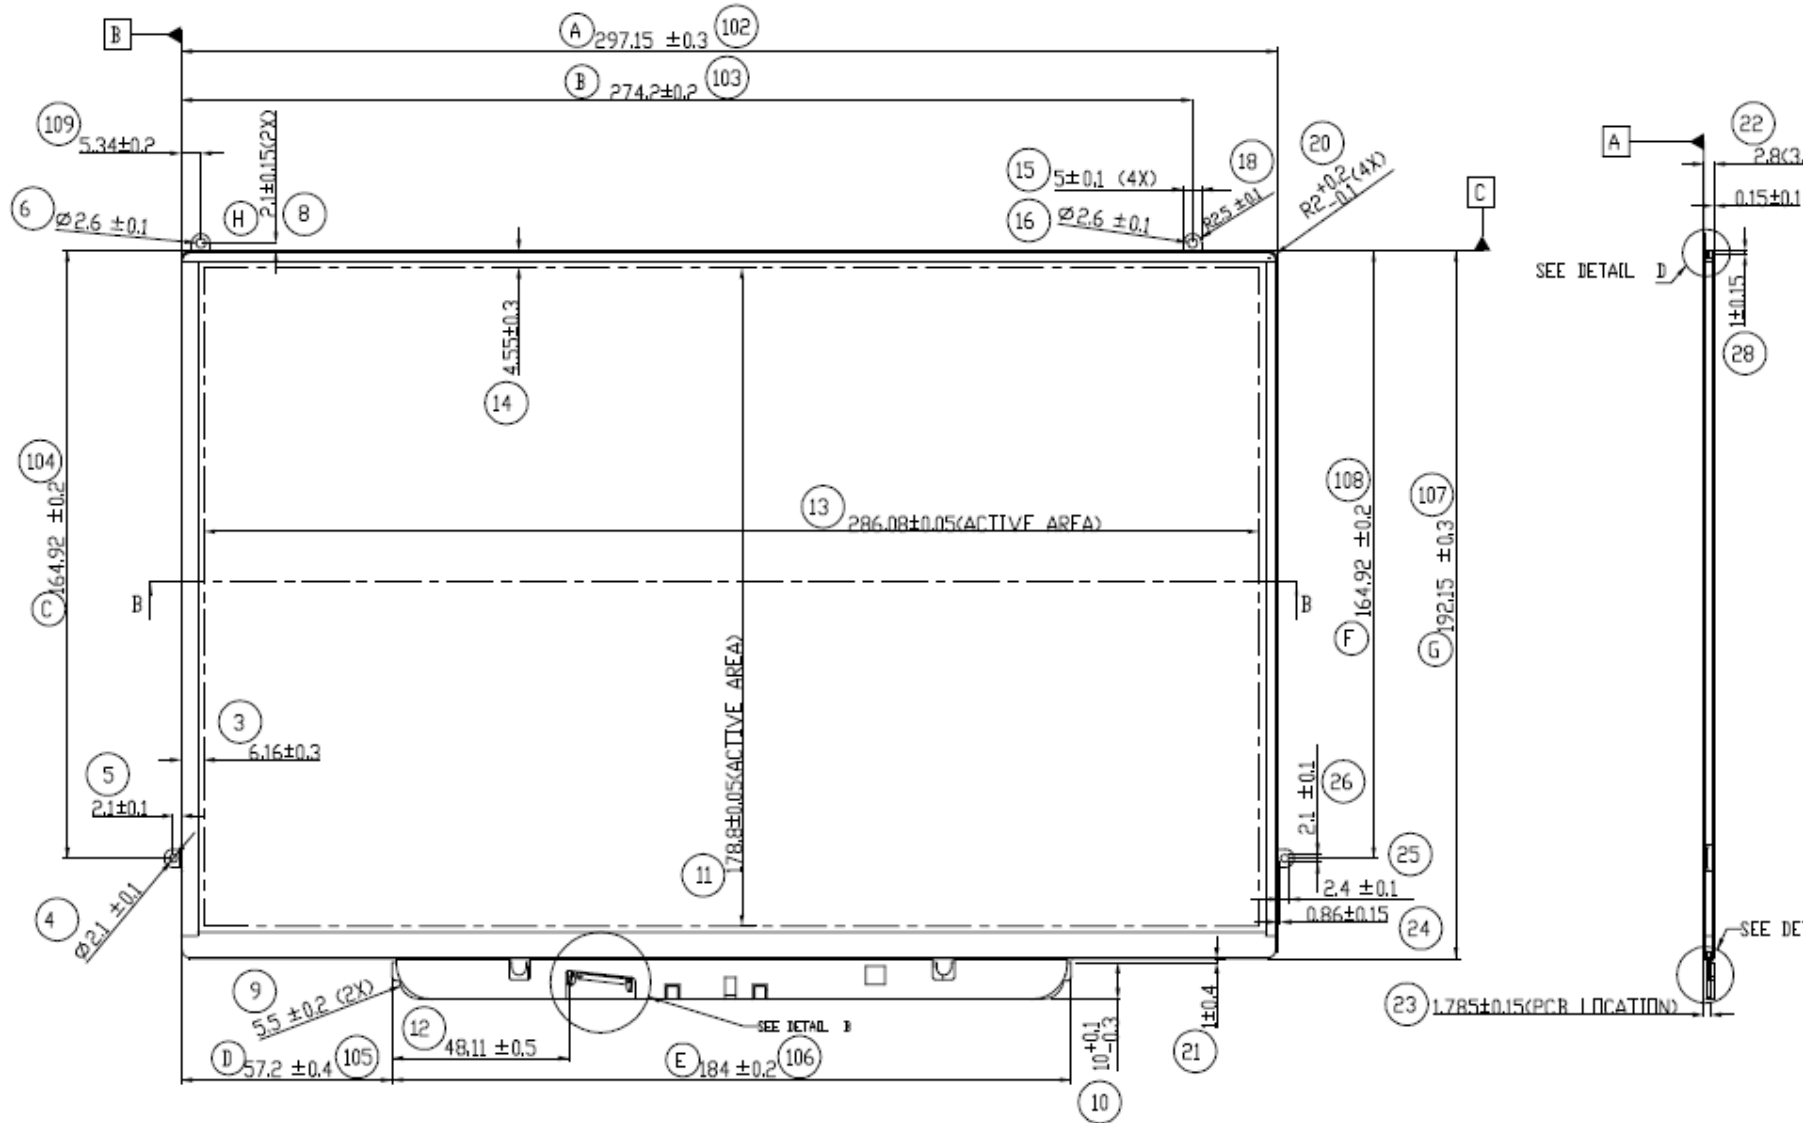 B
A 297.15 ±0.3 102
B 274.2±0.2 103
109
5.34±0.2
2.1±0.15(2X)
H
8
6
Ø2.6 ±0.1
15
5±0.1 (4X)
16
Ø2.6 ±0.1
18
R2.5 ±0.1
20
R2 +0.2 -0.1 (4X)
C
A
22
2.8(3.
0.15±0.1
SEE DETAIL D
1±0.15
28
4.55±0.3
14
104
164.92 ±0.2
C
13
286.08±0.05(ACTIVE AREA)
108
164.92 ±0.2
F
107
192.15 ±0.3
G
B
B
178.8±0.05(ACTIVE AREA)
11
3
6.16±0.3
5
2.1±0.1
4
Ø2.1 ±0.1
2.1 ±0.1
26
25
2.4 ±0.1
0.86±0.15
24
SEE DE
9
5.5 ±0.2 (2X)
12
48.11 ±0.5
SEE DETAIL B
D 57.2 ±0.4 105
E 184 ±0.2 106
10 +0.1 -0.3
10
1±0.4
21
23
1.785±0.15(PCB LOCATION)